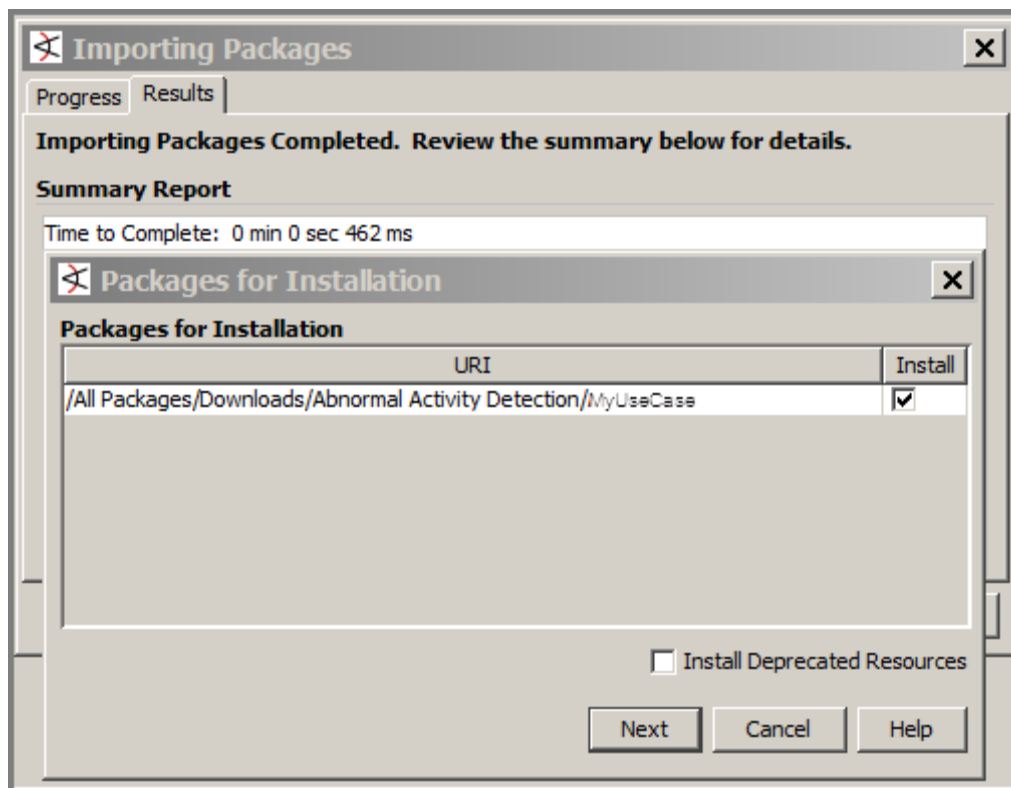 Importing Packages
Progress Results
Importing Packages Completed.  Review the summary below for details.
Summary Report
Time to Complete:  0 min 0 sec 462 ms
Packages for Installation
Packages for Installation
URI Install
/All Packages/Downloads/Abnormal Activity Detection/MyUseCase
Install Deprecated Resources
Next Cancel Help